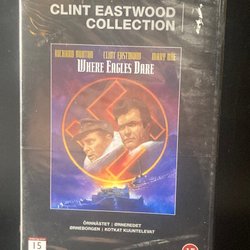 CLINT EASTWOOD
COLLECTION
RICHARD BURTON CLINT EASTWOOD MARY URE
WHERE EAGLES DARE
ÖRNNÄSTET | ØRNEREDET
ØRNEBORGEN | KOTKAT KUUNTELEVAT
15